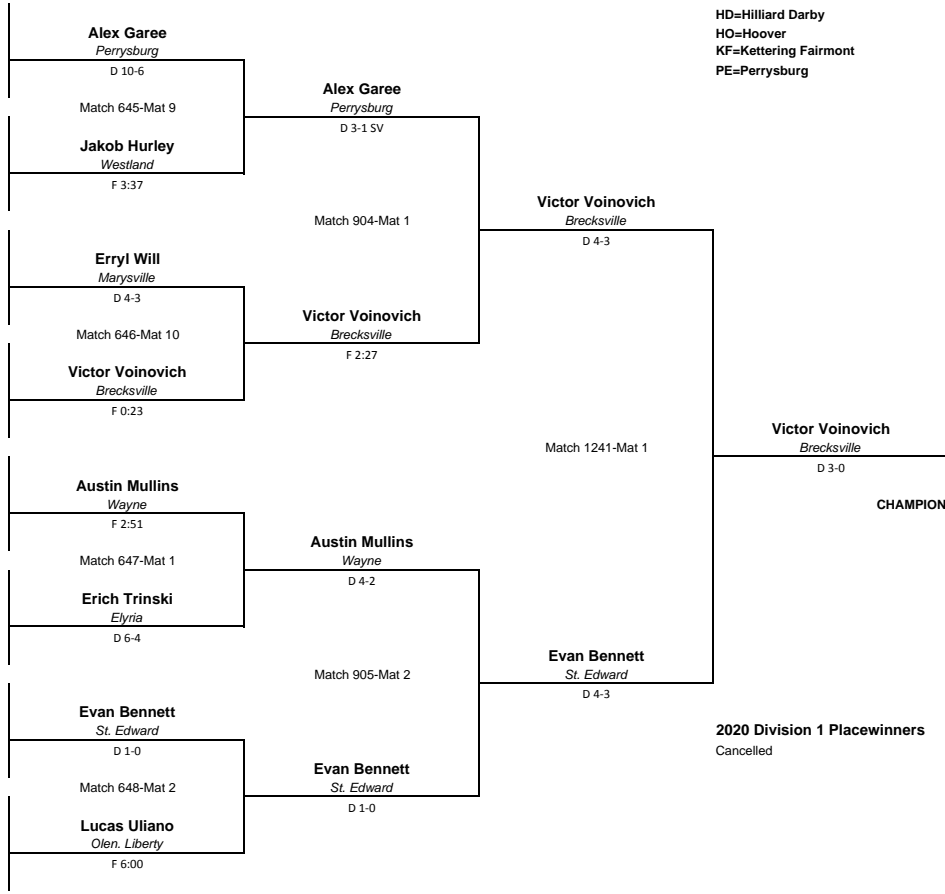 HD=Hilliard Darby
HO=Hoover
KF=Kettering Fairmont
PE=Perrysburg
Alex Garee
Perrysburg
D 10-6
Match 645-Mat 9
Jakob Hurley
Westland
F 3:37
Erryl Will
Marysville
D 4-3
Match 646-Mat 10
Victor Voinovich
Brecksville
F 0:23
Austin Mullins
Wayne
F 2:51
Match 647-Mat 1
Erich Trinski
Elyria
D 6-4
Evan Bennett
St. Edward
D 1-0
Match 648-Mat 2
Lucas Uliano
Olen. Liberty
F 6:00
Alex Garee
Perrysburg
D 3-1 SV
Match 904-Mat 1
Victor Voinovich
Brecksville
F 2:27
Austin Mullins
Wayne
D 4-2
Match 905-Mat 2
Evan Bennett
St. Edward
D 1-0
Victor Voinovich
Brecksville
D 4-3
Match 1241-Mat 1
Evan Bennett
St. Edward
D 4-3
Victor Voinovich
Brecksville
D 3-0
CHAMPION
2020 Division 1 Placewinners
Cancelled